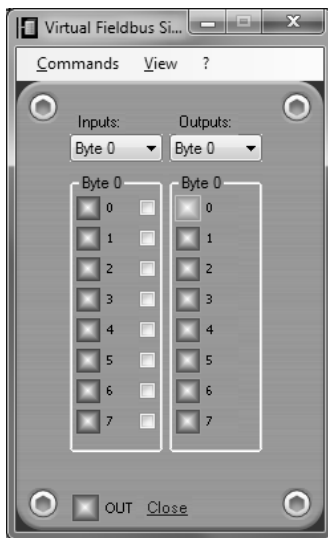 Virtual Fieldbus Si...
Commands View ?
Inputs: Outputs:
Byte 0 Byte 0
Byte 0 Byte 0
0 0
1 1
2 2
3 3
4 4
5 5
6 6
7 7
OUT Close